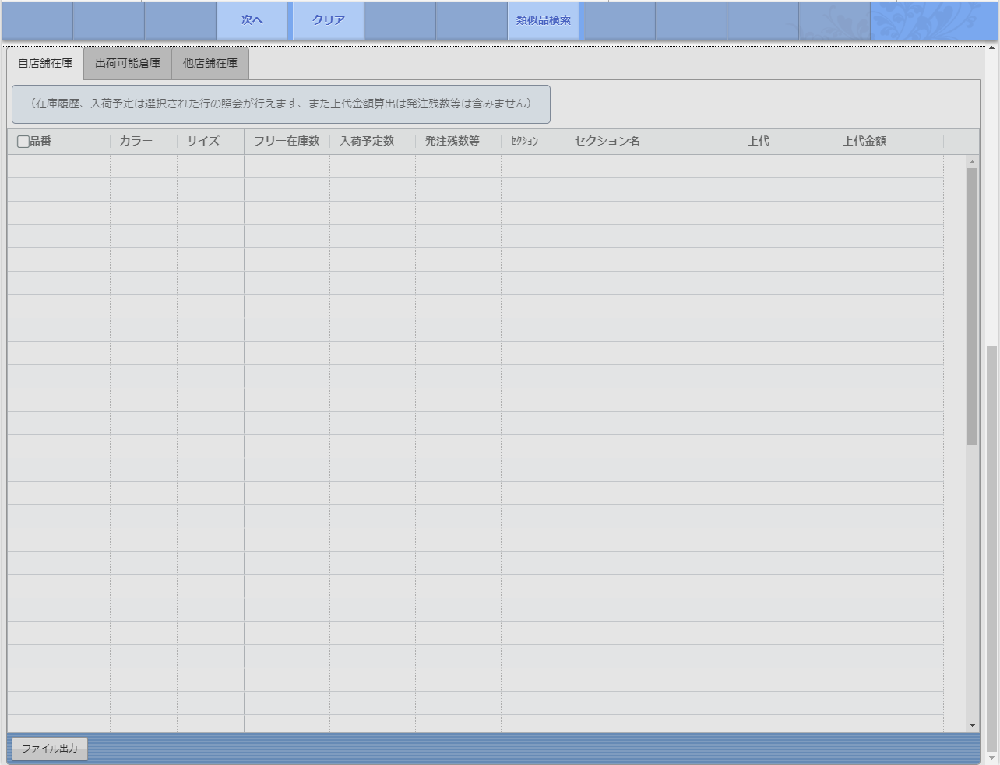 次へ クリア 類似品検索
自店舗在庫 出荷可能倉庫 他店舗在庫
（在庫履歴、入荷予定は選択された行の照会が行えます、また上代金額算出は発注残数等は含みません）
品番 カラー サイズ フリー在庫数 入荷予定数 発注残数等 ｾｸｼｮﾝ セクション名 上代 上代金額
ファイル出力